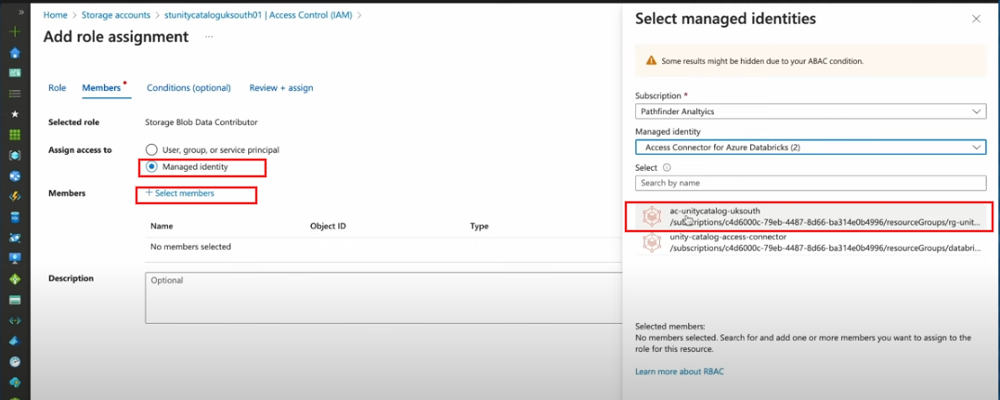 Home > Storage accounts > stunitycataloguksouth01 | Access Control (IAM) >
Add role assignment ...
Role Members * Conditions (optional) Review + assign
Selected role Storage Blob Data Contributor
Assign access to User, group, or service principal
Managed identity
Members + Select members
Name Object ID Type
No members selected
Description Optional
Select managed identities
Some results might be hidden due to your ABAC condition.
Subscription *
Pathfinder Analtyics
Managed identity
Access Connector for Azure Databricks (2)
Select
Search by name
ac-unitycatalog-uksouth
/subscriptions/c4d6000c-79eb-4487-8d66-ba314e0b4996/resourceGroups/rg-unit...
unity-catalog-access-connector
/subscriptions/c4d6000c-79eb-4487-8d66-ba314e0b4996/resourceGroups/databri...
Selected members:
No members selected. Search for and add one or more members you want to assign to the
role for this resource.
Learn more about RBAC